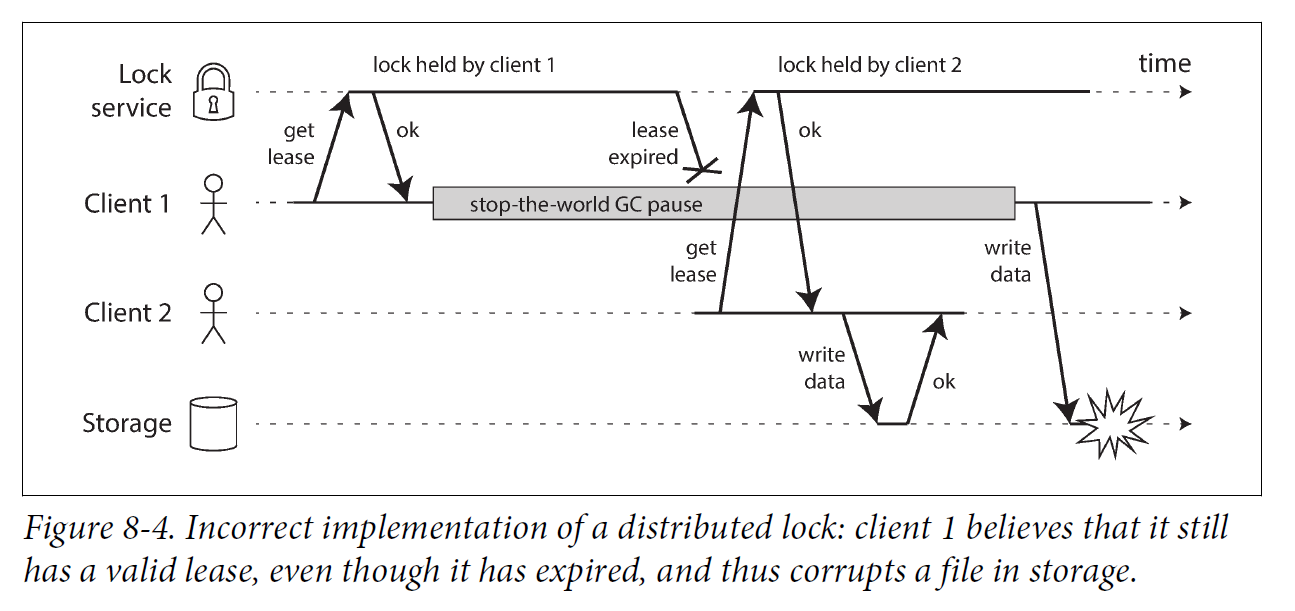 lock held by client 1
lock held by client 2
time
Lock
service
get
lease
ok
lease
expired
ok
Client 1
stop-the-world GC pause
get
lease
write
data
Client 2
write
data
ok
Storage
Figure 8-4. Incorrect implementation of a distributed lock: client 1 believes that it still
has a valid lease, even though it has expired, and thus corrupts a file in storage.